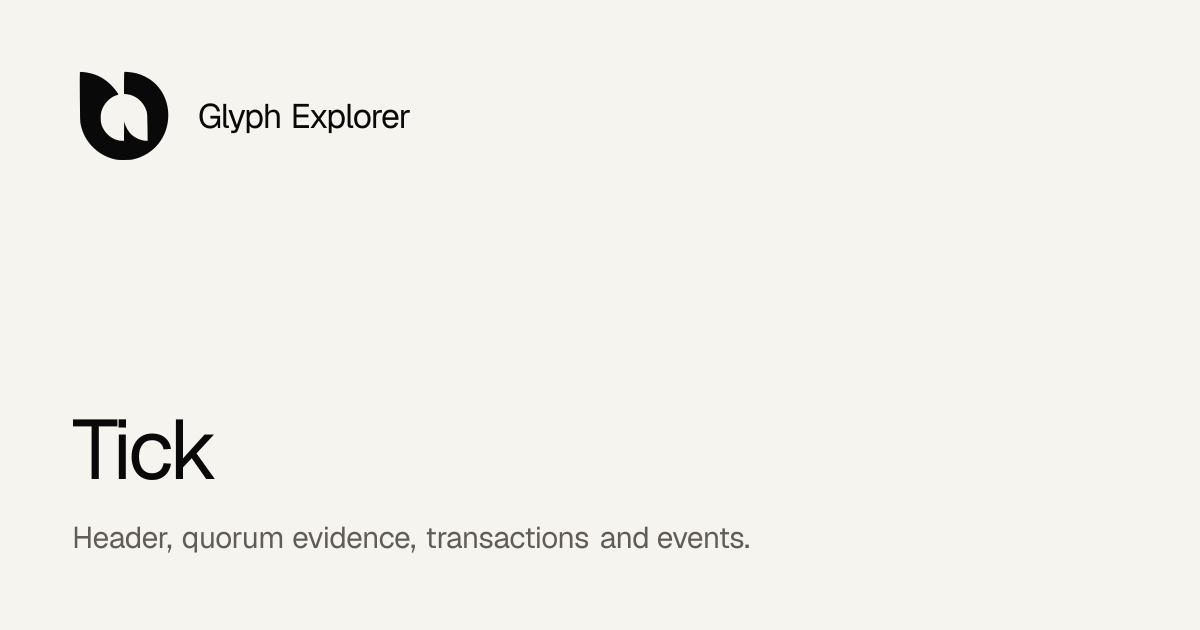 Glyph Explorer
Tick
Header, quorum evidence, transactions and events.